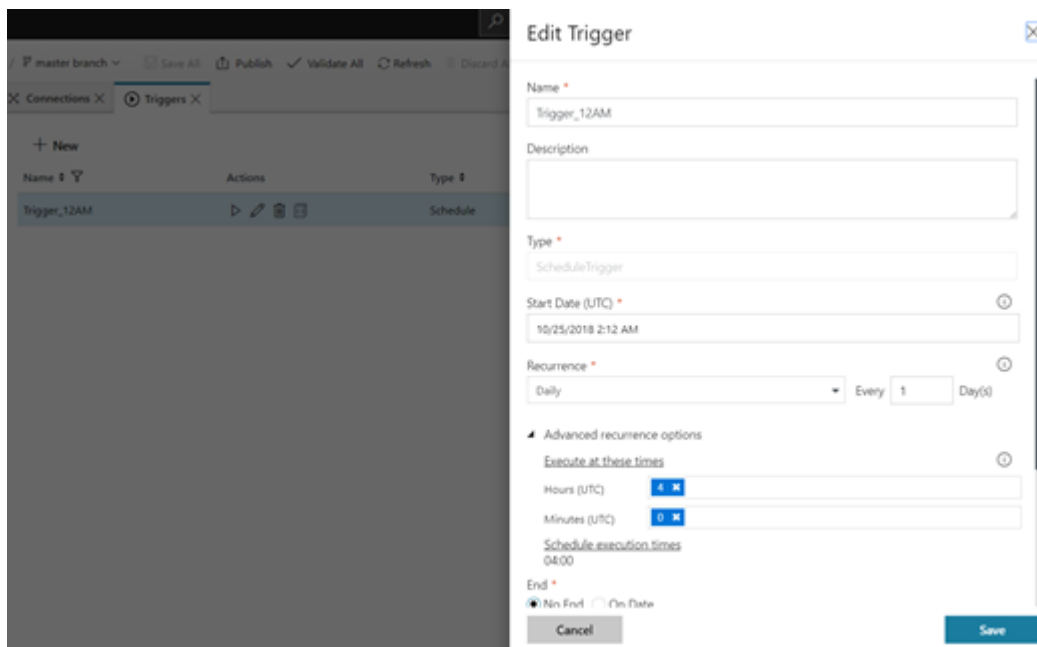 Edit Trigger
/ master branch Save All Publish Validate All Refresh Discard A
Connections Triggers
Name *
Trigger_12AM
+ New
Description
Name Actions Type
Trigger_12AM Schedule
Type *
ScheduleTrigger
Start Date (UTC) *
10/25/2018 2:12 AM
Recurrence *
Daily Every 1 Day(s)
Advanced recurrence options
Execute at these times
Hours (UTC) 4
Minutes (UTC) 0
Schedule execution times
04:00
End *
No End On Date
Cancel Save